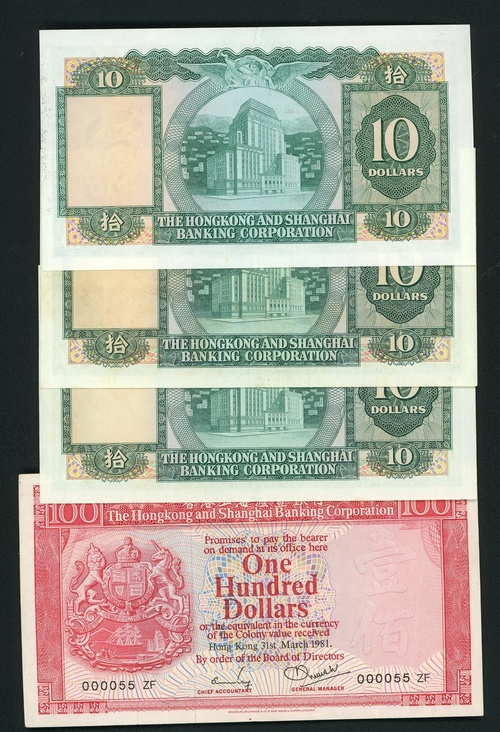 10 拾
10
DOLLARS
拾 THE HONGKONG AND SHANGHAI 10
BANKING CORPORATION
10
DOLLARS
拾 THE HONGKONG AND SHANGHAI 10
BANKING CORPORATION
10
DOLLARS
拾 THE HONGKONG AND SHANGHAI 10
BANKING CORPORATION
100 The Hongkong and Shanghai Banking Corporation 100
Promises to pay the bearer
on demand at its office here
One
Hundred
Dollars
or the equivalent in the currency
of the Colony value received
Hong Kong 31st March 1981.
By order of the Board of Directors
000055 ZF 000055 ZF
CHIEF ACCOUNTANT GENERAL MANAGER
壹
佰